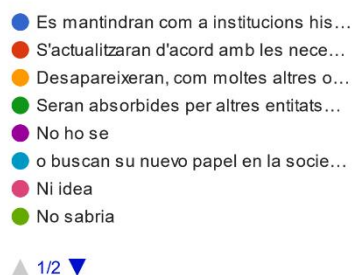 Es mantindran com a institucions his...
S'actualitzaran d'acord amb les nece...
Desapareixeran, com moltes altres o...
Seran absorbides per altres entitats...
No ho se
o buscan su nuevo papel en la socie...
Ni idea
No sabria
1/2